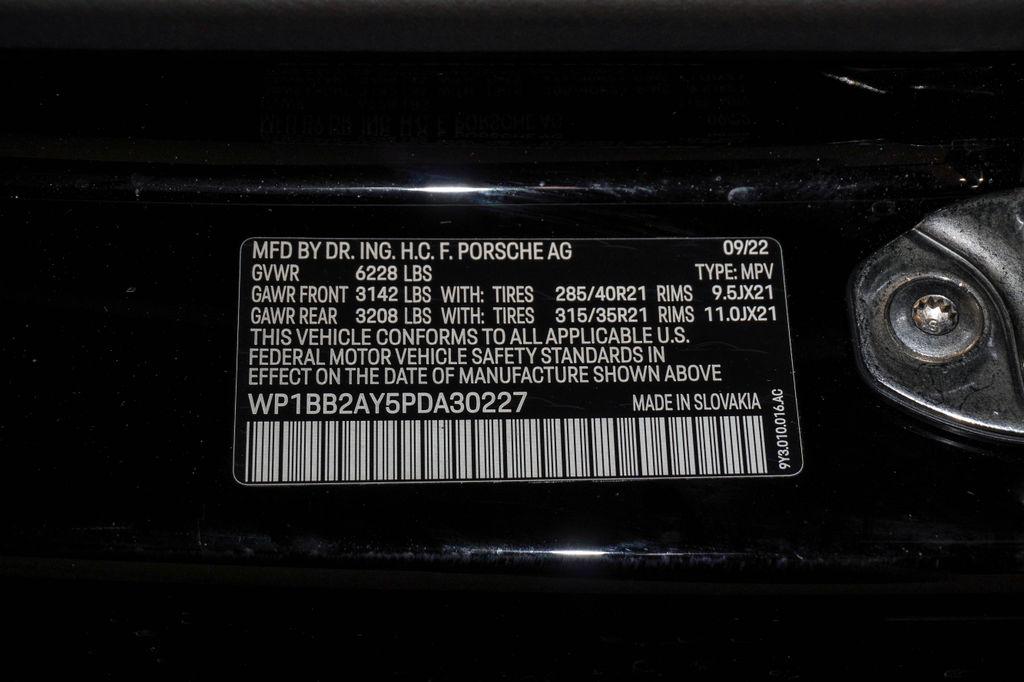 MFD BY DR. ING. H.C. F. PORSCHE AG 09/22
GVWR 6228 LBS TYPE: MPV
GAWR FRONT 3142 LBS WITH: TIRES 285/40R21 RIMS 9.5JX21
GAWR REAR 3208 LBS WITH: TIRES 315/35R21 RIMS 11.0JX21
THIS VEHICLE CONFORMS TO ALL APPLICABLE U.S.
FEDERAL MOTOR VEHICLE SAFETY STANDARDS IN
EFFECT ON THE DATE OF MANUFACTURE SHOWN ABOVE
WP1BB2AY5PDA30227 MADE IN SLOVAKIA
9Y3.010.016.AC